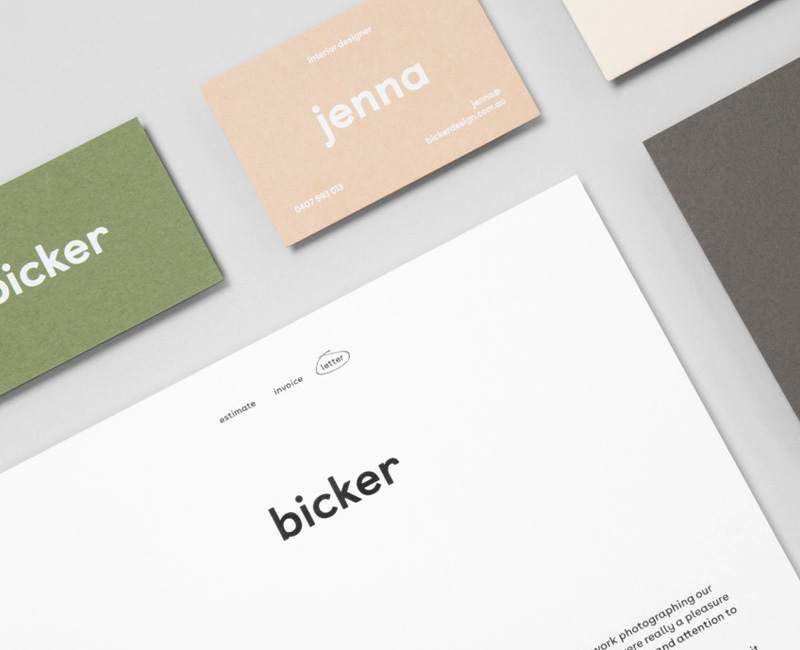 interior designer
jenna
jenna@
bickerdesign.com.au
0407 593 013
bicker
estimate
invoice
letter
bicker
work photographing our
were really a pleasure
and attention to